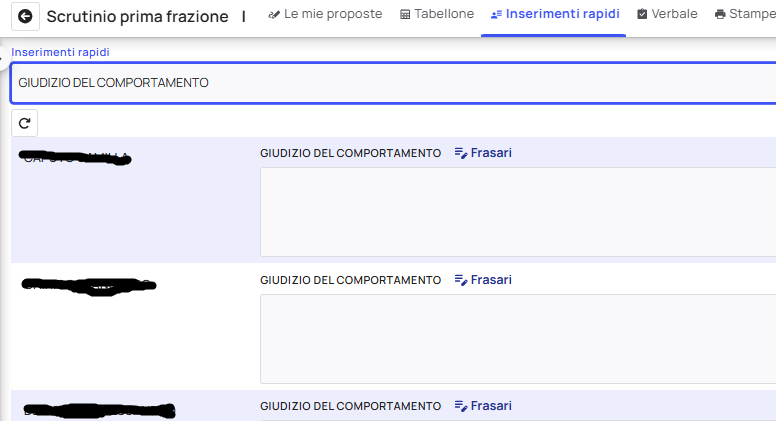 Scrutinio prima frazione I Le mie proposte Tabellone Inserimenti rapidi Verbale Stampe
Inserimenti rapidi
GIUDIZIO DEL COMPORTAMENTO
GIUDIZIO DEL COMPORTAMENTO Frasari
GIUDIZIO DEL COMPORTAMENTO Frasari
GIUDIZIO DEL COMPORTAMENTO Frasari